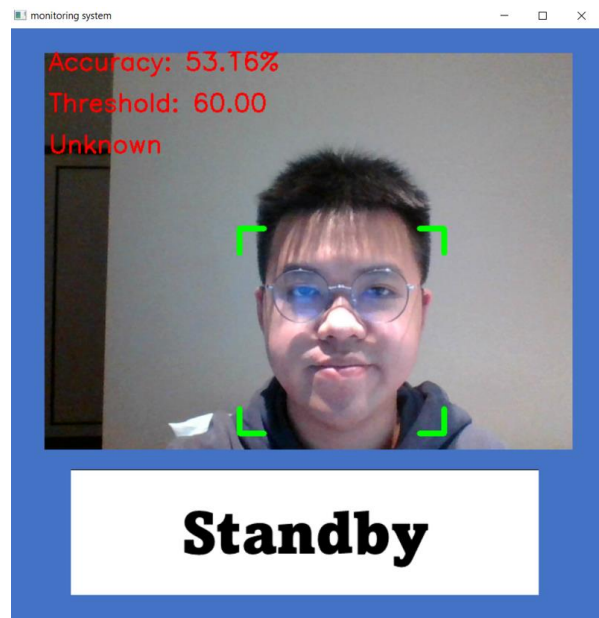 monitoring system
Accuracy: 53.16%
Threshold: 60.00
Unknown
Standby